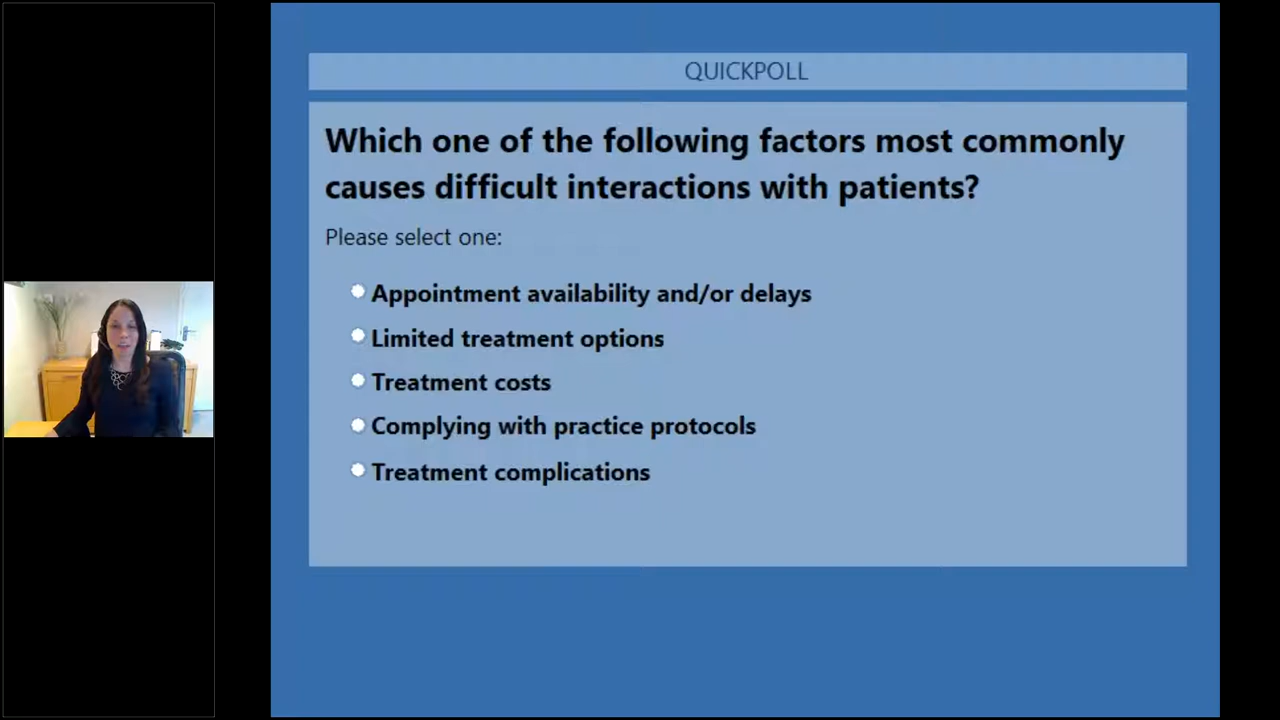 QUICKPOLL
Which one of the following factors most commonly
causes difficult interactions with patients?
Please select one:
Appointment availability and/or delays
Limited treatment options
Treatment costs
Complying with practice protocols
Treatment complications